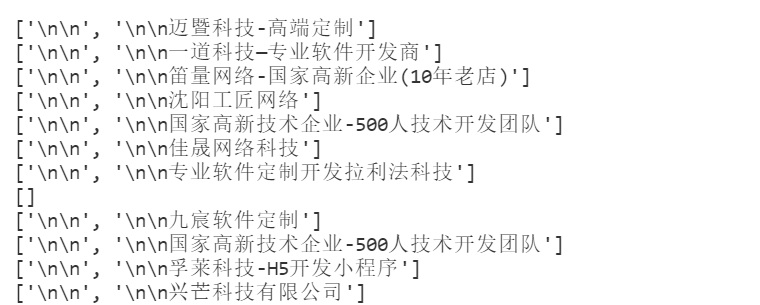 ['\n\n', '\n\n迈暨科技-高端定制']
['\n\n', '\n\n一道科技—专业软件开发商']
['\n\n', '\n\n笛量网络-国家高新企业(10年老店)']
['\n\n', '\n\n沈阳工匠网络']
['\n\n', '\n\n国家高新技术企业-500人技术开发团队']
['\n\n', '\n\n佳晟网络科技']
['\n\n', '\n\n专业软件定制开发拉利法科技']
[]
['\n\n', '\n\n九宸软件定制']
['\n\n', '\n\n国家高新技术企业-500人技术开发团队']
['\n\n', '\n\n孚莱科技-H5开发小程序']
['\n\n', '\n\n兴芒科技有限公司']